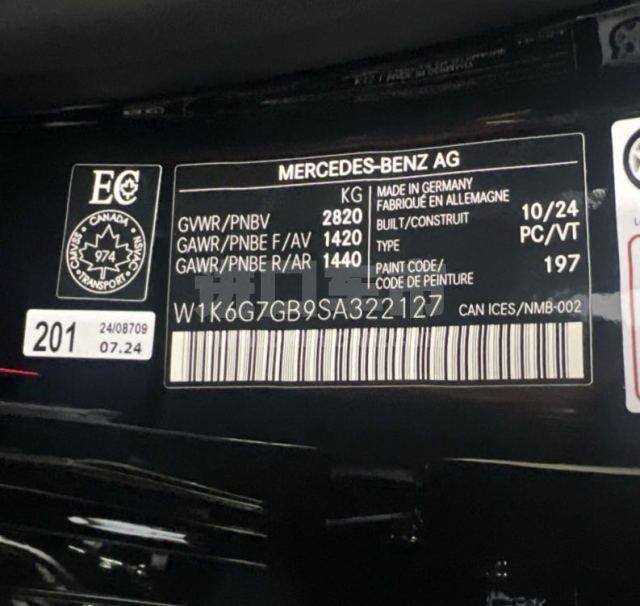 MERCEDES-BENZ AG
KG
GVWR/PNBV 2820
GAWR/PNBE F/AV 1420
GAWR/PNBE R/AR 1440
MADE IN GERMANY
FABRIQUÉ EN ALLEMAGNE
BUILT/CONSTRUIT 10/24
TYPE PC/VT
PAINT CODE/ 197
CODE DE PEINTURE
W1K6G7GB9SA322127 CAN ICES/NMB-002
EC
CANADA
CMVSS NSVAC
974
TRANSPORT
201 24/08709
07.24